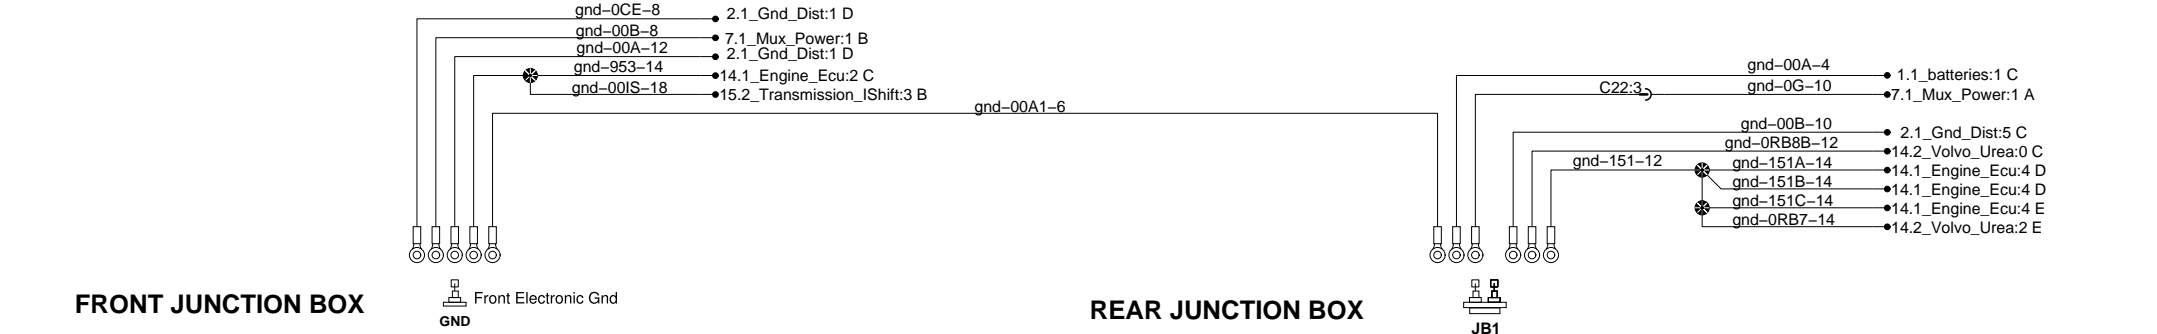 gnd–0CE–8 2.1_Gnd_Dist:1 D
gnd–00B–8 7.1_Mux_Power:1 B
gnd–00A–12 2.1_Gnd_Dist:1 D
gnd–953–14 14.1_Engine_Ecu:2 C
gnd–00IS–18 15.2_Transmission_IShift:3 B
gnd–00A1–6
gnd–00A–4 1.1_batteries:1 C
C22:3 gnd–0G–10 7.1_Mux_Power:1 A
gnd–00B–10 2.1_Gnd_Dist:5 C
gnd–0RB8B–12 14.2_Volvo_Urea:0 C
gnd–151–12 gnd–151A–14 14.1_Engine_Ecu:4 D
gnd–151B–14 14.1_Engine_Ecu:4 D
gnd–151C–14 14.1_Engine_Ecu:4 E
gnd–0RB7–14 14.2_Volvo_Urea:2 E
FRONT JUNCTION BOX
Front Electronic Gnd
GND
REAR JUNCTION BOX
JB1